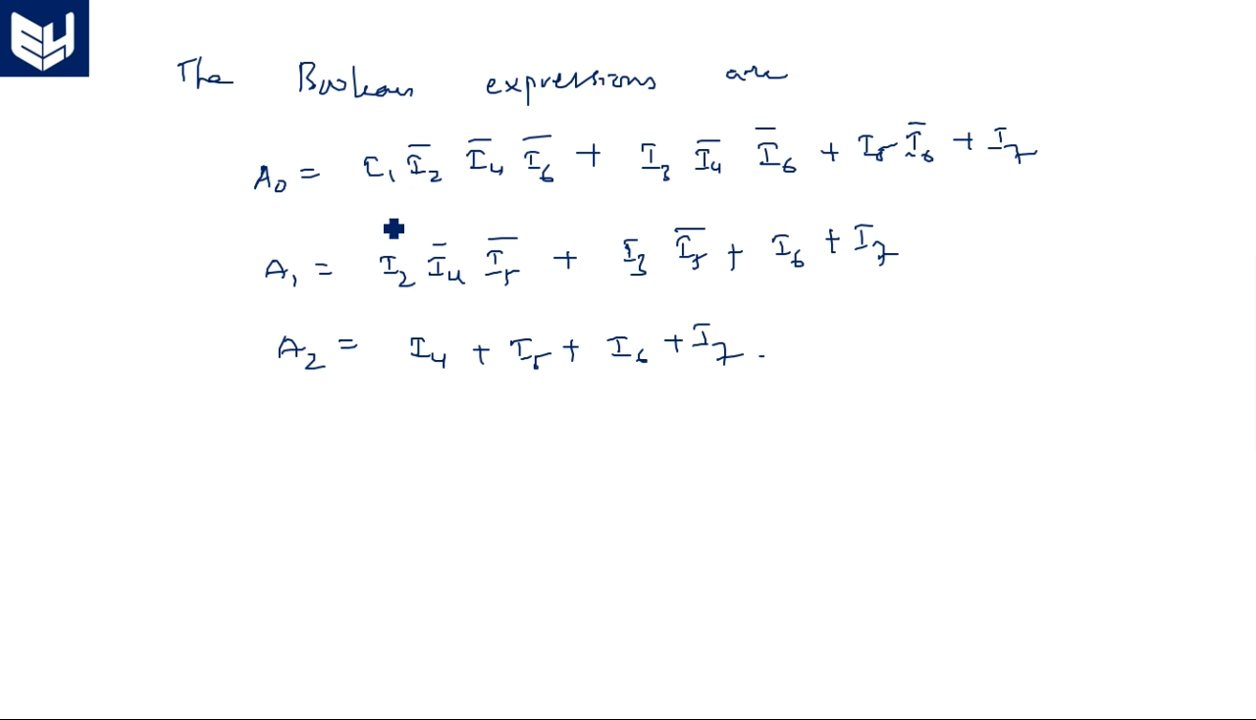 The Boolean expressions are
A₀ = I₁ I̅₂ I̅₄ I̅₆ + I₃ I̅₄ I̅₆ + I₅ I̅₆ + I₇
A₁ = I₂ I̅₄ I̅₅ + I₃ I̅₅ + I₆ + I₇
A₂ = I₄ + I₅ + I₆ + I₇.